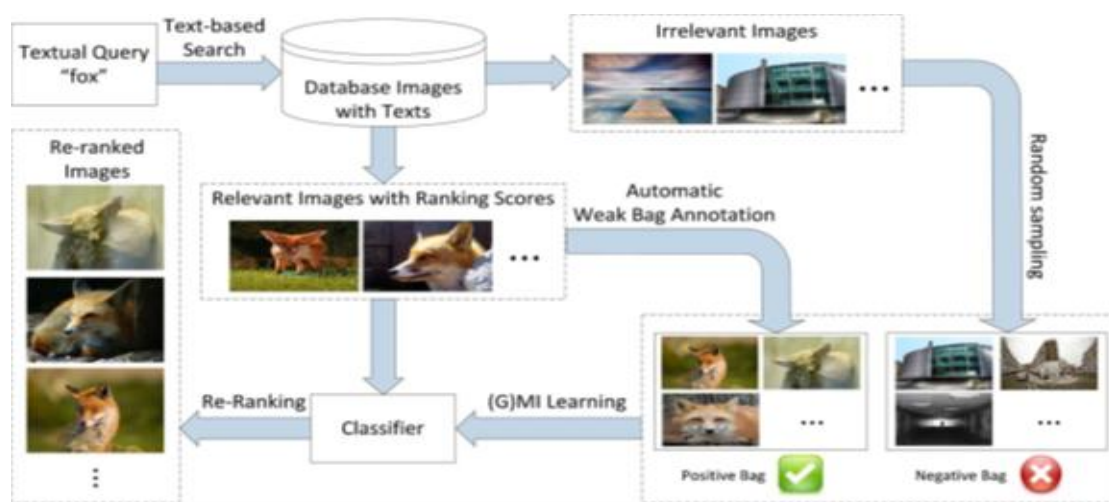 Textual Query
“fox”
Text-based
Search
Database Images
with Texts
Irrelevant Images
Re-ranked
Images
Relevant Images with Ranking Scores
Automatic
Weak Bag Annotation
Random sampling
Re-Ranking
Classifier
(G)MI Learning
Positive Bag
Negative Bag